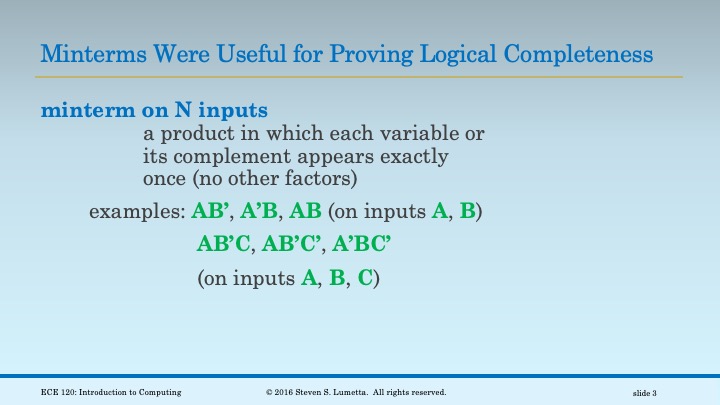 Minterms Were Useful for Proving Logical Completeness
minterm on N inputs
a product in which each variable or
its complement appears exactly
once (no other factors)
examples: AB’, A’B, AB (on inputs A, B)
AB’C, AB’C’, A’BC’
(on inputs A, B, C)
ECE 120: Introduction to Computing © 2016 Steven S. Lumetta. All rights reserved. slide 3